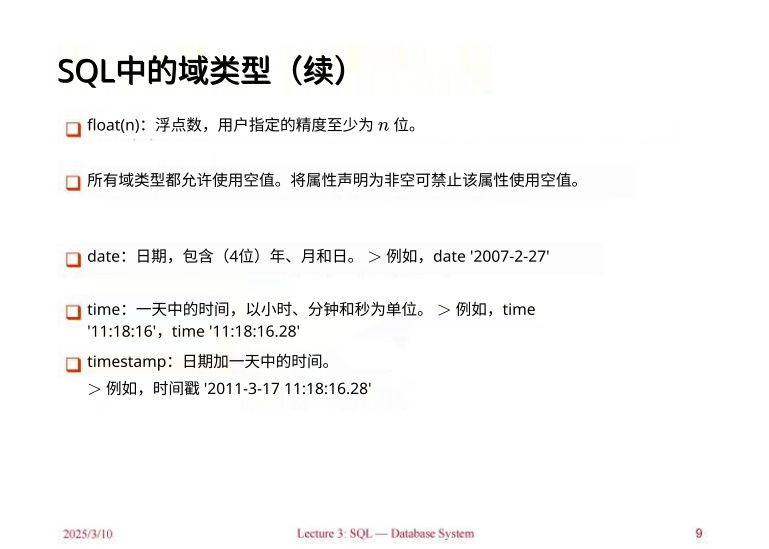 SQL中的域类型（续）
float(n)：浮点数，用户指定的精度至少为 n 位。
所有域类型都允许使用空值。将属性声明为非空可禁止该属性使用空值。
date：日期，包含（4位）年、月和日。 > 例如，date '2007-2-27'
time：一天中的时间，以小时、分钟和秒为单位。 > 例如，time
'11:18:16'，time '11:18:16.28'
timestamp：日期加一天中的时间。
> 例如，时间戳 '2011-3-17 11:18:16.28'
2025/3/10
Lecture 3: SQL — Database System
9